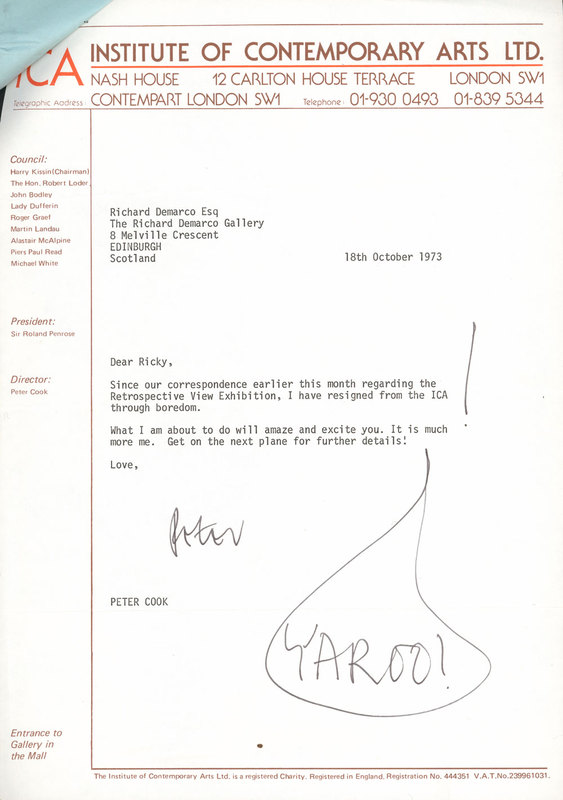 ICA INSTITUTE OF CONTEMPORARY ARTS LTD.
NASH HOUSE 12 CARLTON HOUSE TERRACE LONDON SW1
Telegraphic Address: CONTEMPART LONDON SW1 Telephone: 01-930 0493 01-839 5344
Council:
Harry Kissin(Chairman)
The Hon. Robert Loder
John Bodley
Lady Dufferin
Roger Graef
Martin Landau
Alastair McAlpine
Piers Paul Read
Michael White
President:
Sir Roland Penrose
Director:
Peter Cook
Richard Demarco Esq
The Richard Demarco Gallery
8 Melville Crescent
EDINBURGH
Scotland 18th October 1973
Dear Ricky,
Since our correspondence earlier this month regarding the
Retrospective View Exhibition, I have resigned from the ICA
through boredom.
!
What I am about to do will amaze and excite you. It is much
more me. Get on the next plane for further details!
Love,
Peter
PETER COOK
YAROO!
Entrance to
Gallery in
the Mall
The Institute of Contemporary Arts Ltd. is a registered Charity. Registered in England. Registration No. 444351 V.A.T.No.239961031.